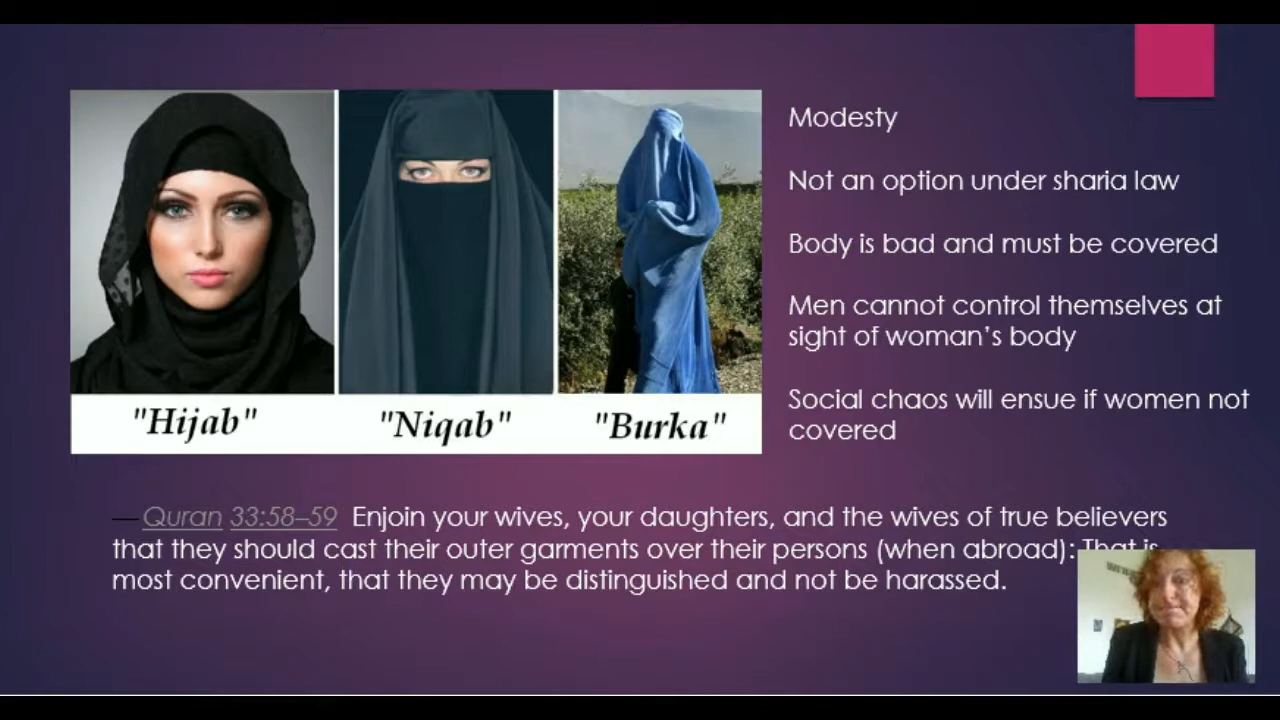 Modesty
Not an option under sharia law
Body is bad and must be covered
Men cannot control themselves at
sight of woman's body
Social chaos will ensue if women not
covered
"Hijab" "Niqab" "Burka"
—Quran 33:58–59 Enjoin your wives, your daughters, and the wives of true believers
that they should cast their outer garments over their persons (when abroad): That is
most convenient, that they may be distinguished and not be harassed.